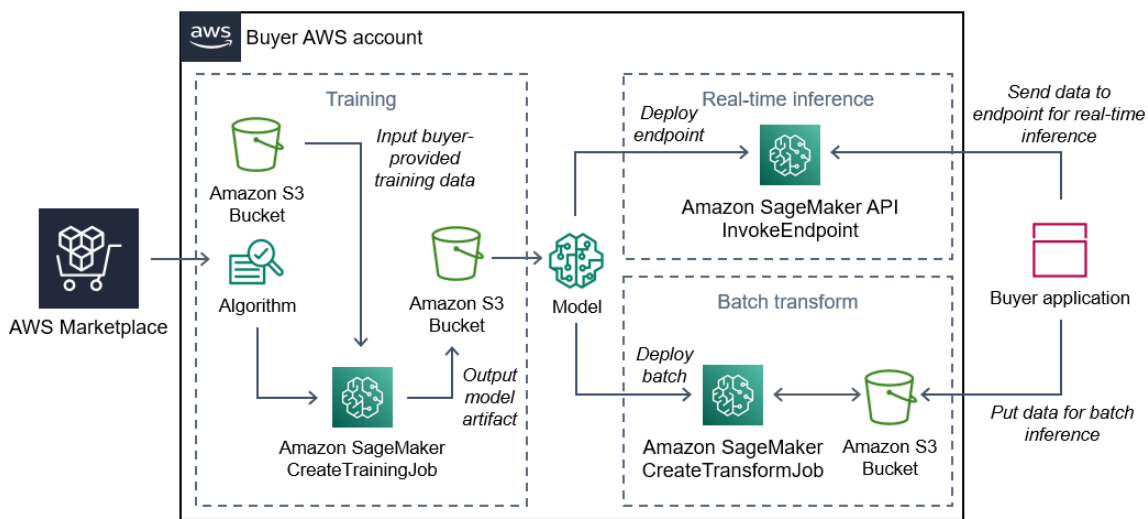 aws
Buyer AWS account
Training
Input buyer-
provided
training data
Amazon S3
Bucket
Algorithm
Amazon S3
Bucket
Output
model
artifact
Amazon SageMaker
CreateTrainingJob
AWS Marketplace
Model
Deploy
endpoint
Real-time inference
Amazon SageMaker API
InvokeEndpoint
Deploy
batch
Batch transform
Amazon SageMaker
CreateTransformJob
Amazon S3
Bucket
Send data to
endpoint for real-time
inference
Buyer application
Put data for batch
inference